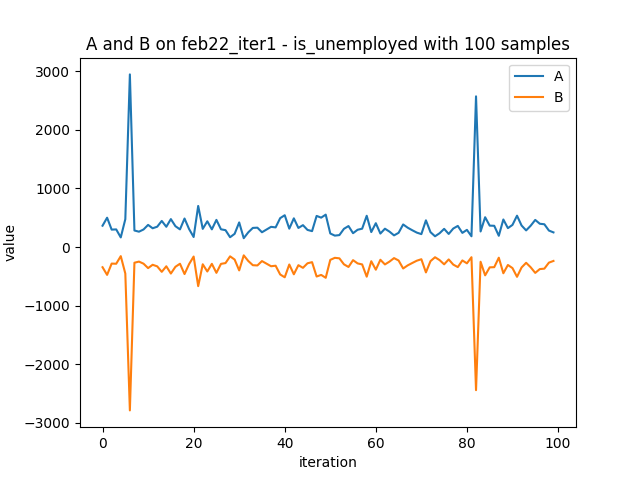 A and B on feb22_iter1 - is_unemployed with 100 samples
A
B
3000
2000
1000
0
−1000
−2000
−3000
value
0 20 40 60 80 100
iteration